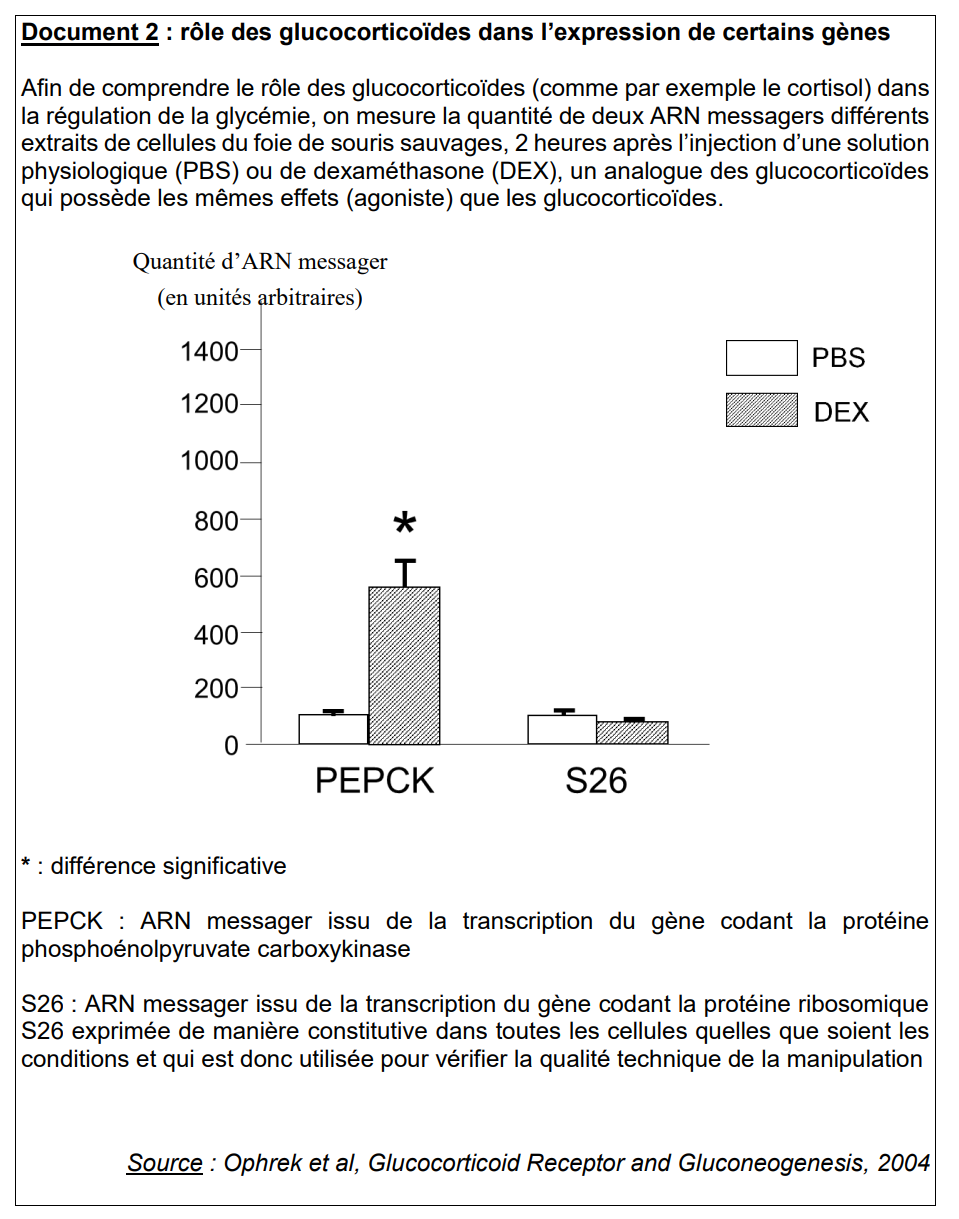 Document 2 : rôle des glucocorticoïdes dans l’expression de certains gènes
Afin de comprendre le rôle des glucocorticoïdes (comme par exemple le cortisol) dans
la régulation de la glycémie, on mesure la quantité de deux ARN messagers différents
extraits de cellules du foie de souris sauvages, 2 heures après l’injection d’une solution
physiologique (PBS) ou de dexaméthasone (DEX), un analogue des glucocorticoïdes
qui possède les mêmes effets (agoniste) que les glucocorticoïdes.
Quantité d’ARN messager
(en unités arbitraires)
1400
1200
1000
800
600
400
200
0
*
PEPCK
S26
PBS
DEX
* : différence significative
PEPCK : ARN messager issu de la transcription du gène codant la protéine
phosphoénolpyruvate carboxykinase
S26 : ARN messager issu de la transcription du gène codant la protéine ribosomique
S26 exprimée de manière constitutive dans toutes les cellules quelles que soient les
conditions et qui est donc utilisée pour vérifier la qualité technique de la manipulation
Source : Ophrek et al, Glucocorticoid Receptor and Gluconeogenesis, 2004